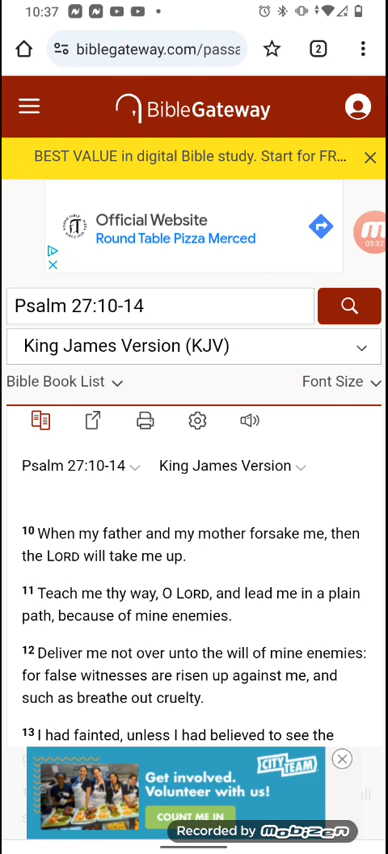 10:37
biblegateway.com/passa
2
BibleGateway
BEST VALUE in digital Bible study. Start for FR...
Official Website
Round Table Pizza Merced
03:32
Psalm 27:10-14
King James Version (KJV)
Bible Book List
Font Size
Psalm 27:10-14 King James Version
10 When my father and my mother forsake me, then
the LORD will take me up.
11 Teach me thy way, O LORD, and lead me in a plain
path, because of mine enemies.
12 Deliver me not over unto the will of mine enemies:
for false witnesses are risen up against me, and
such as breathe out cruelty.
13 I had fainted, unless I had believed to see the
CITYTEAM
Get involved.
Volunteer with us!
COUNT ME IN
Recorded by MOBIZEN